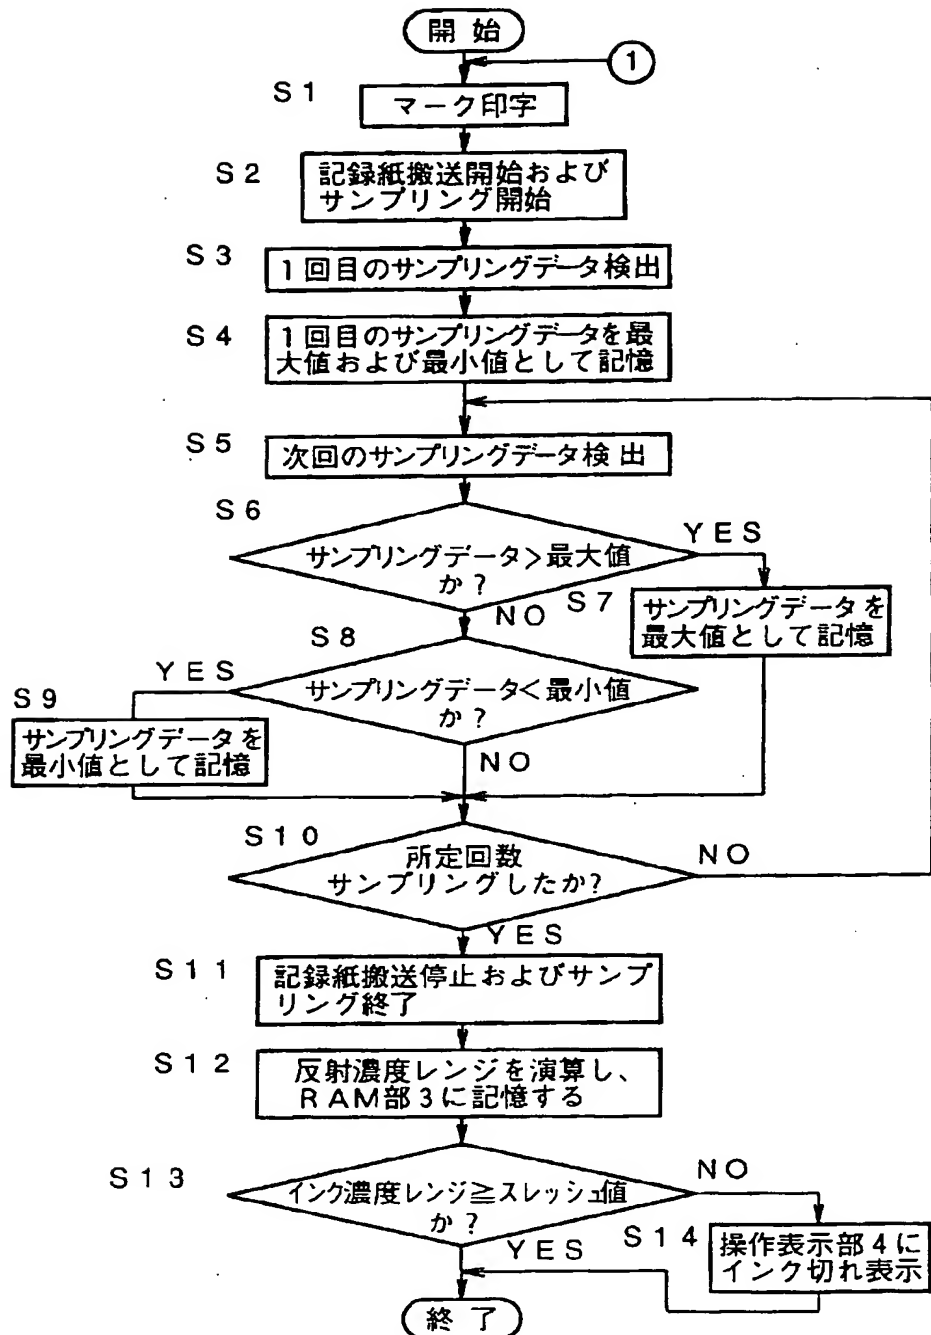 開始
1
S1
マーク印字
S2
記録紙搬送開始および
サンプリング開始
S3
1回目のサンプリングデータ検出
S4
1回目のサンプリングデータを最
大値および最小値として記憶
S5
次回のサンプリングデータ検出
S6
サンプリングデータ>最大値
か?
YES
NO
S7
サンプリングデータを
最大値として記憶
S8
サンプリングデータ<最小値
か?
YES
NO
S9
サンプリングデータを
最小値として記憶
S10
所定回数
サンプリングしたか?
NO
YES
S11
記録紙搬送停止およびサンプ
リング終了
S12
反射濃度レンジを演算し、
RAM部3に記憶する
S13
インク濃度レンジ≧スレッシュ値
か?
NO
YES
S14
操作表示部4に
インク切れ表示
終了